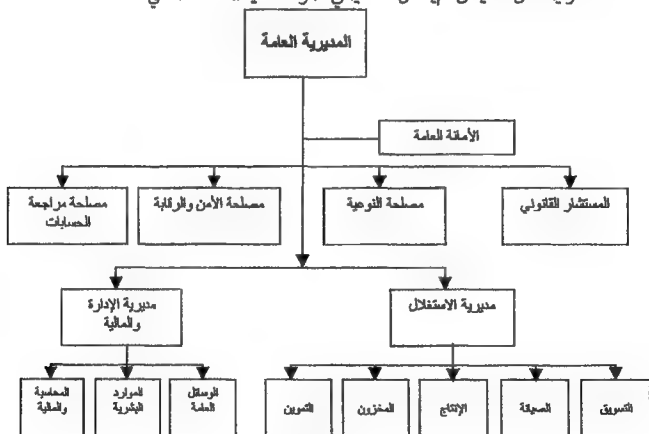 المديرية العامة
الأمانة العامة
المستشار القانوني
مصلحة النوعية
مصلحة الأمن والرقابة
مصلحة مراجعة
الحسابات
مديرية الاستغلال
مديرية الإدارة
والمالية
التسويق
الصيانة
الإنتاج
المخزون
التموين
الوسائل
العامة
الموارد
البشرية
المحاسبة
والمالية